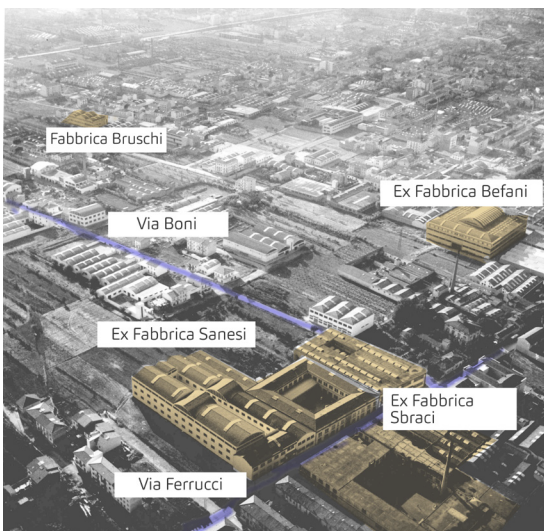 Fabbrica Bruschi
Ex Fabbrica Befani
Via Boni
Ex Fabbrica Sanesi
Ex Fabbrica
Sbraci
Via Ferrucci